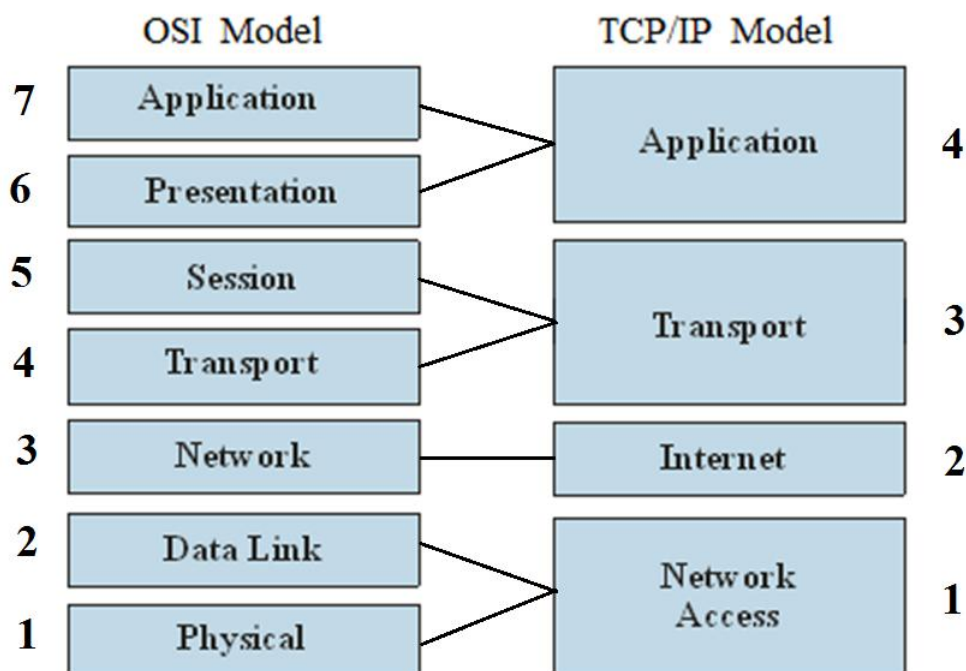 OSI Model TCP/IP Model
7 Application
Application 4
6 Presentation
5 Session
Transport 3
4 Transport
3 Network Internet 2
2 Data Link
Network
Access 1
1 Physical